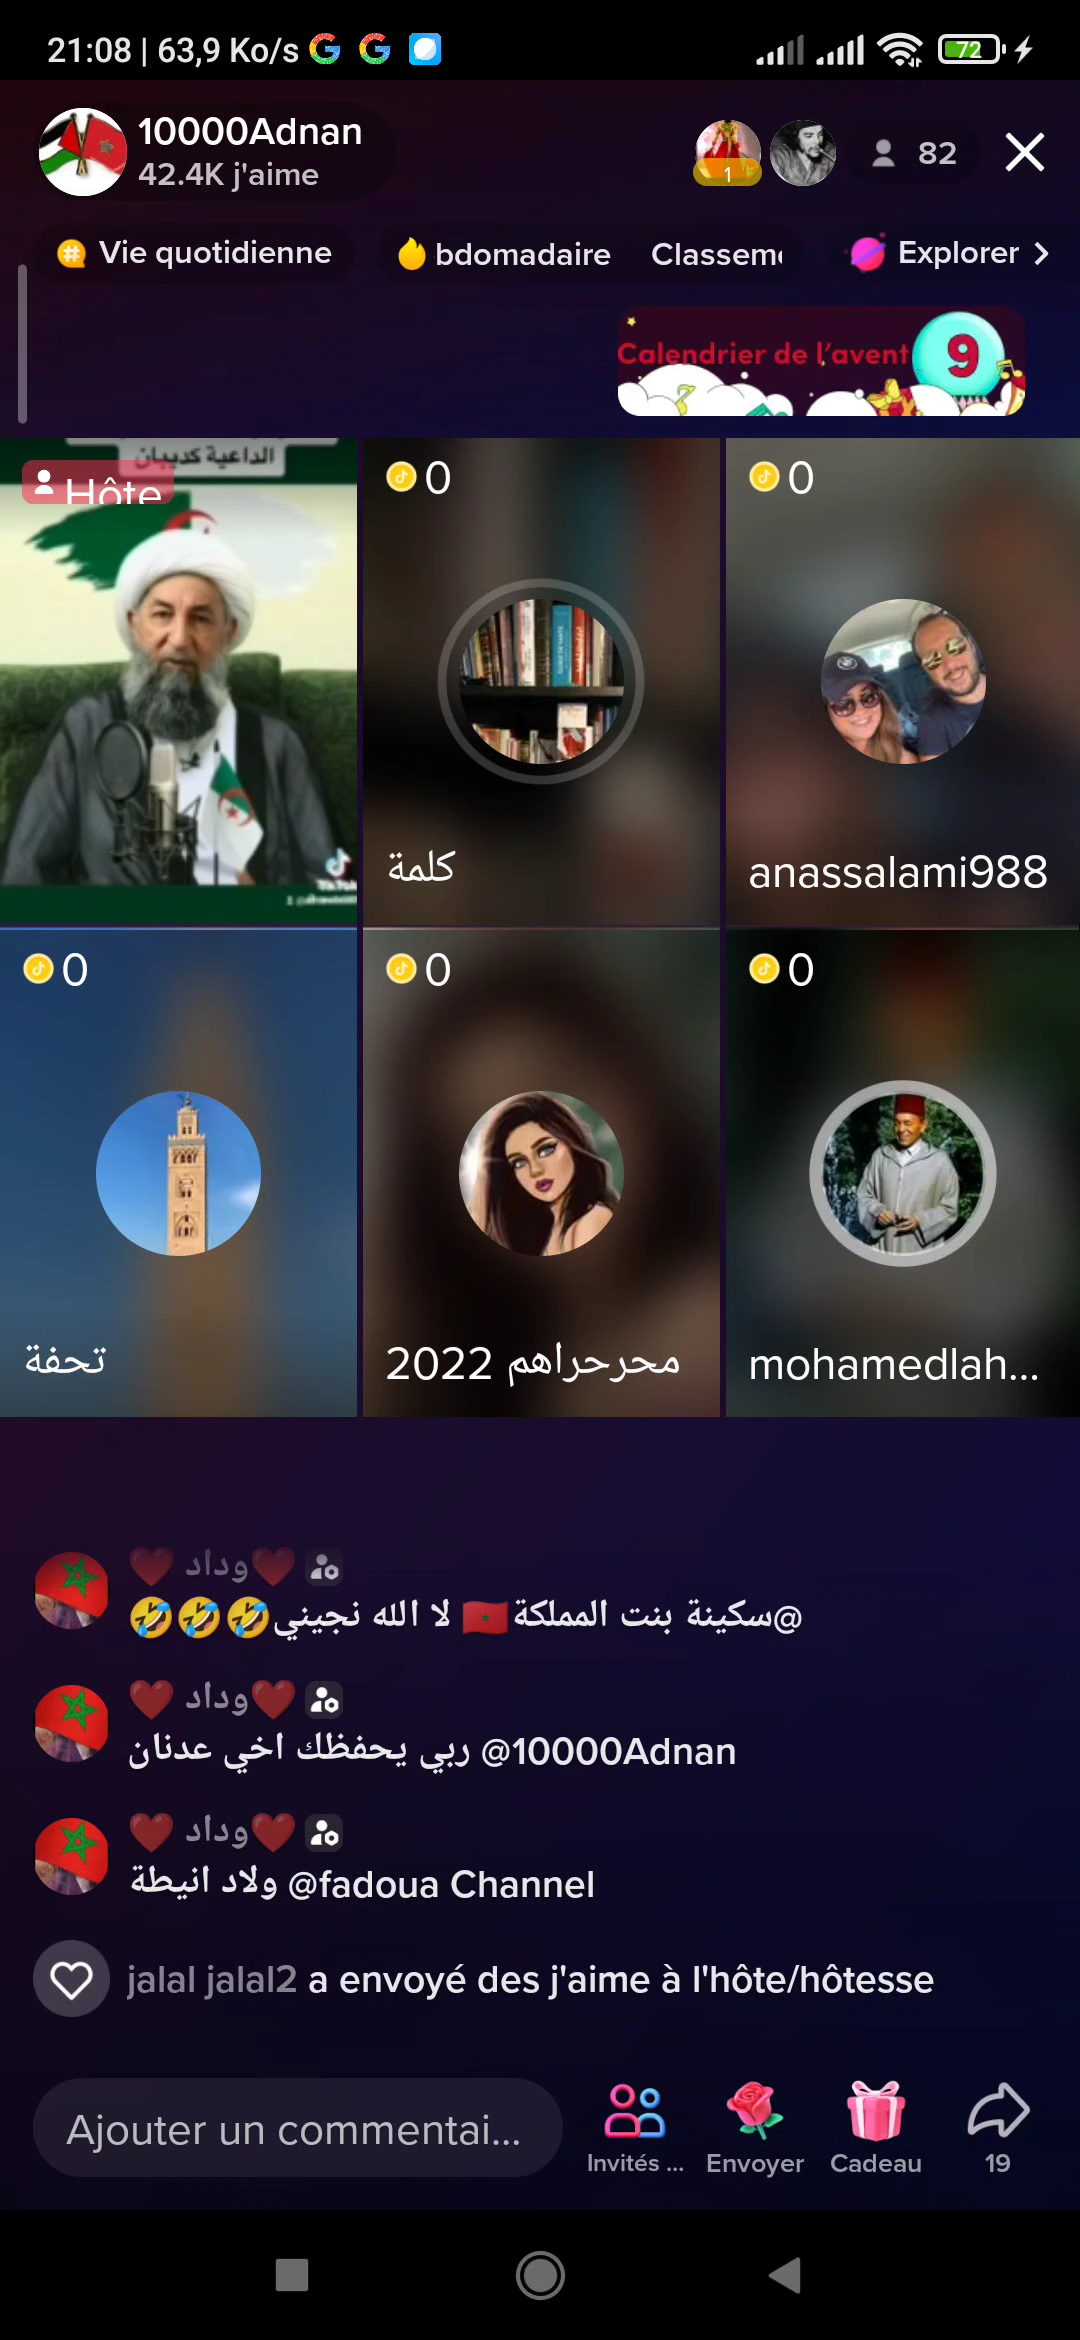 21:08 | 63,9 Ko/s
72
10000Adnan
42.4K j'aime
1
82
Vie quotidienne
bdomadaire
Classem
Explorer
Calendrier de l'avent 9
الداعية كديبان
Hôte
0
0
كلمة
anassalami988
TikTok
0
0
0
تحفة
محرحراهم 2022
mohamedlah...
❤️وداد❤️
@سكينة بنت المملكة🇲🇦 لا الله نجيني🤣🤣🤣
❤️وداد❤️
@10000Adnan ربي يحفظك اخي عدنان
❤️وداد❤️
@fadoua Channel ولاد انيطة
jalal jalal2 a envoyé des j'aime à l'hôte/hôtesse
Ajouter un commentai...
Invités ...
Envoyer
Cadeau
19